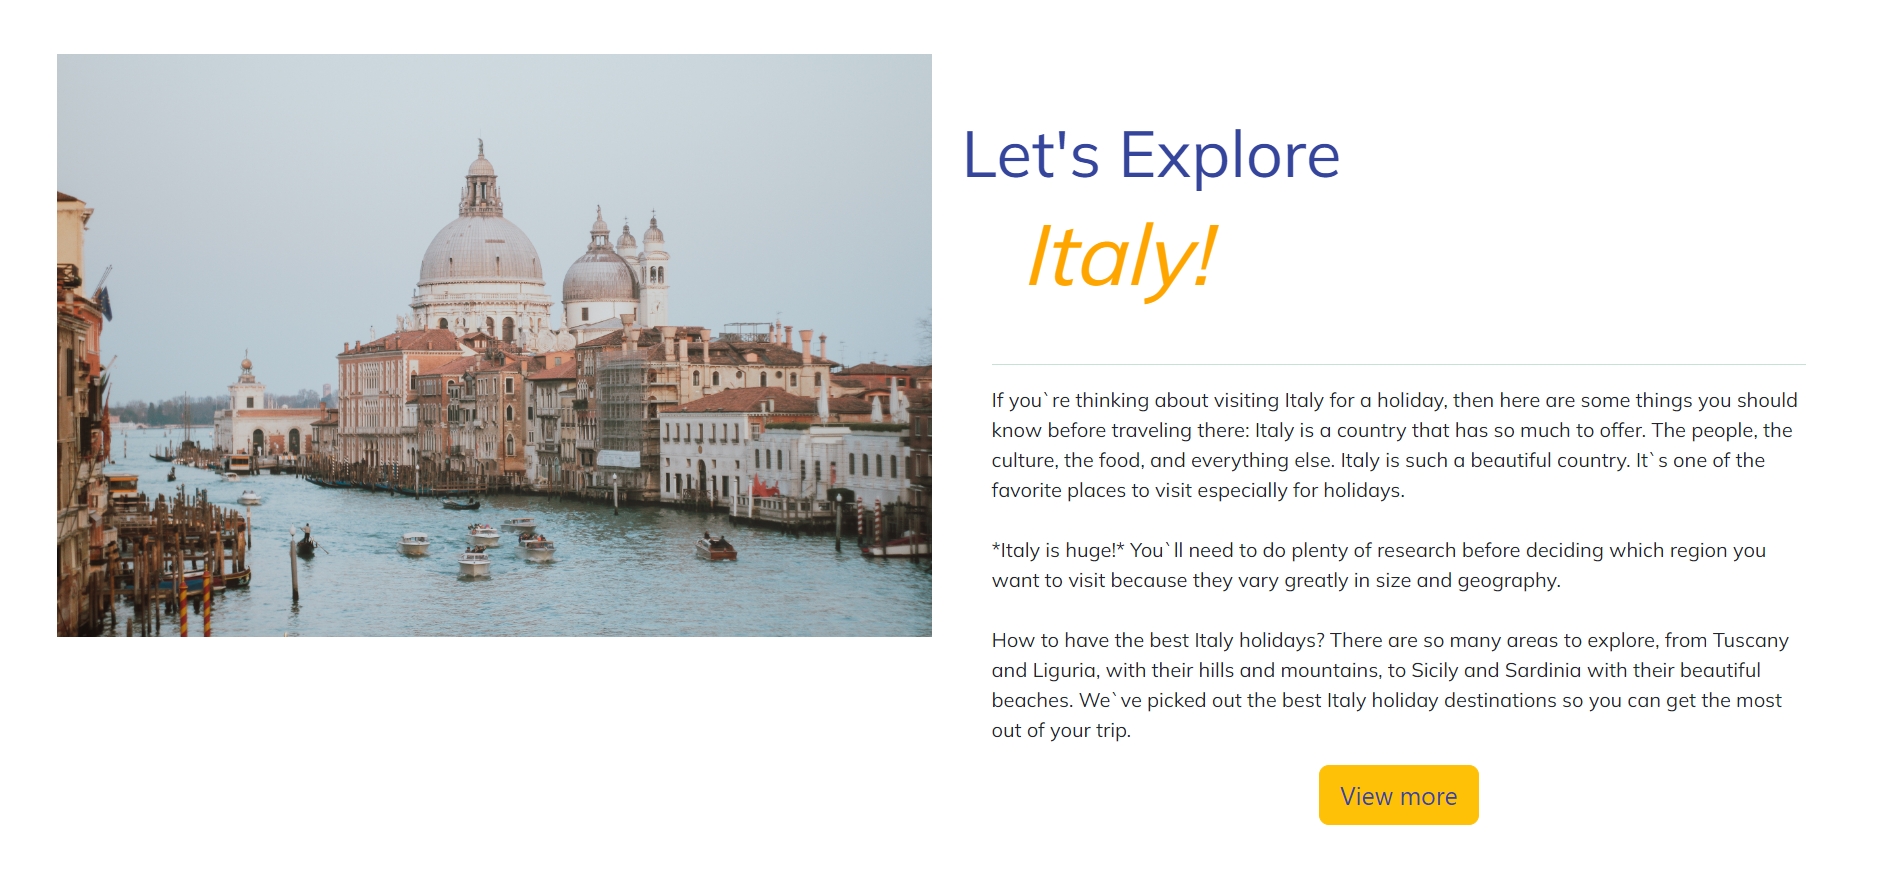 Let's Explore
Italy!
If you`re thinking about visiting Italy for a holiday, then here are some things you should
know before traveling there: Italy is a country that has so much to offer. The people, the
culture, the food, and everything else. Italy is such a beautiful country. It`s one of the
favorite places to visit especially for holidays.
*Italy is huge!* You`ll need to do plenty of research before deciding which region you
want to visit because they vary greatly in size and geography.
How to have the best Italy holidays? There are so many areas to explore, from Tuscany
and Liguria, with their hills and mountains, to Sicily and Sardinia with their beautiful
beaches. We`ve picked out the best Italy holiday destinations so you can get the most
out of your trip.
View more